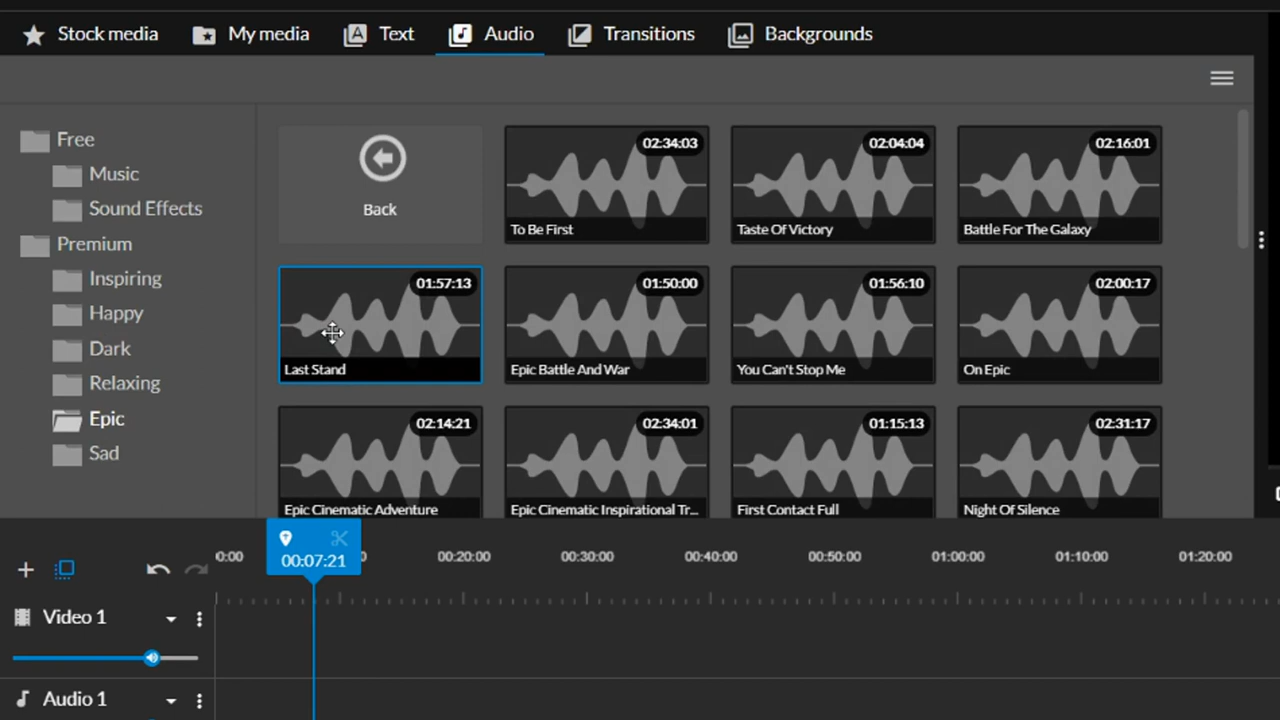 Stock media
My media
Text
Audio
Transitions
Backgrounds
Free
Music
Sound Effects
Premium
Inspiring
Happy
Dark
Relaxing
Epic
Sad
Back
02:34:03
To Be First
02:04:04
Taste Of Victory
02:16:01
Battle For The Galaxy
01:57:13
Last Stand
01:50:00
Epic Battle And War
01:56:10
You Can't Stop Me
02:00:17
On Epic
02:14:21
Epic Cinematic Adventure
02:34:01
Epic Cinematic Inspirational Tr...
01:15:13
First Contact Full
02:31:17
Night Of Silence
0:00
00:07:21
0
00:20:00
00:30:00
00:40:00
00:50:00
01:00:00
01:10:00
01:20:00
Video 1
Audio 1